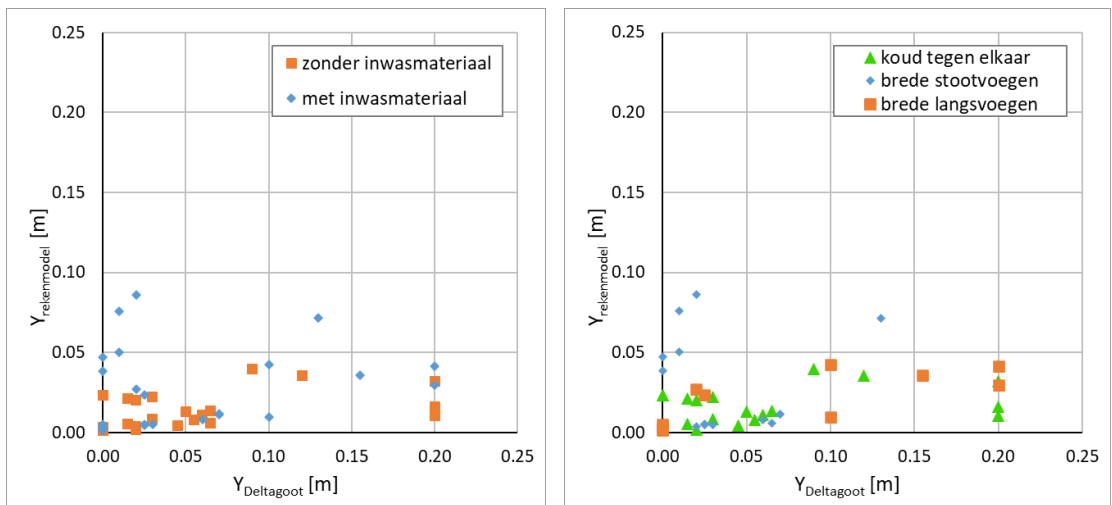 0.25
0.20
0.15
0.10
0.05
0.00
Yrekenmodel [m]
zonder inwasmateriaal
met inwasmateriaal
0.00 0.05 0.10 0.15 0.20 0.25
YDeltagoot [m]
0.25
0.20
0.15
0.10
0.05
0.00
Yrekenmodel [m]
koud tegen elkaar
brede stootvoegen
brede langsvoegen
0.00 0.05 0.10 0.15 0.20 0.25
YDeltagoot [m]